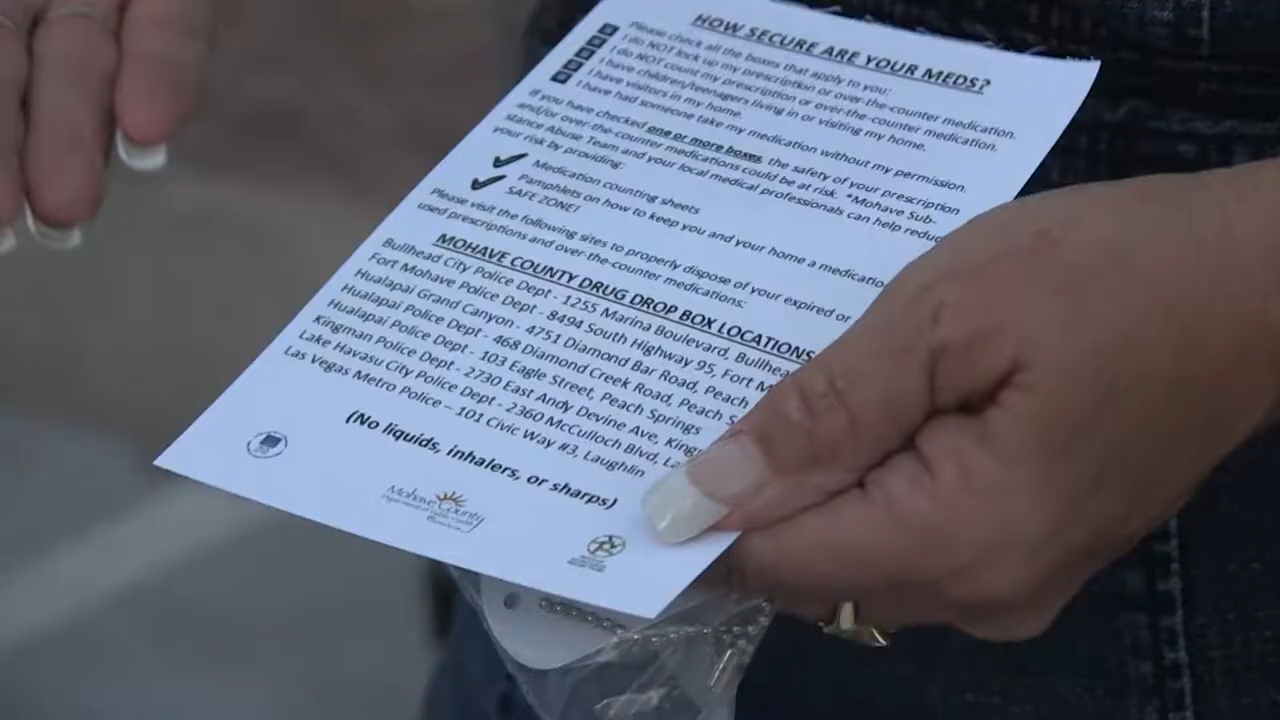 HOW SECURE ARE YOUR MEDS?
Please check all the boxes that apply to you:
I do NOT lock up my prescription or over-the-counter medication.
I do NOT count my prescription or over-the-counter medication.
I have children/teenagers living in or visiting my home.
I have visitors in my home.
I have had someone take my medication without my permission.
If you have checked one or more boxes, the safety of your prescription
and/or over-the-counter medications could be at risk. *Mohave Sub-
stance Abuse Team and your local medical professionals can help reduc
your risk by providing:
Medication counting sheets
Pamphlets on how to keep you and your home a medicatio
SAFE ZONE!
Please visit the following sites to properly dispose of your expired or
used prescriptions and over-the-counter medications:
MOHAVE COUNTY DRUG DROP BOX LOCATIONS
Bullhead City Police Dept - 1255 Marina Boulevard, Bullhea
Fort Mohave Police Dept - 8494 South Highway 95, Fort M
Hualapai Grand Canyon - 4751 Diamond Bar Road, Peach
Hualapai Police Dept - 468 Diamond Creek Road, Peach S
Hualapai Police Dept - 103 Eagle Street, Peach Springs
Kingman Police Dept - 2730 East Andy Devine Ave, King
Lake Havasu City Police Dept - 2360 McCulloch Blvd, La
Las Vegas Metro Police – 101 Civic Way #3, Laughlin
(No liquids, inhalers, or sharps)
Mohave County
Department of Public Health